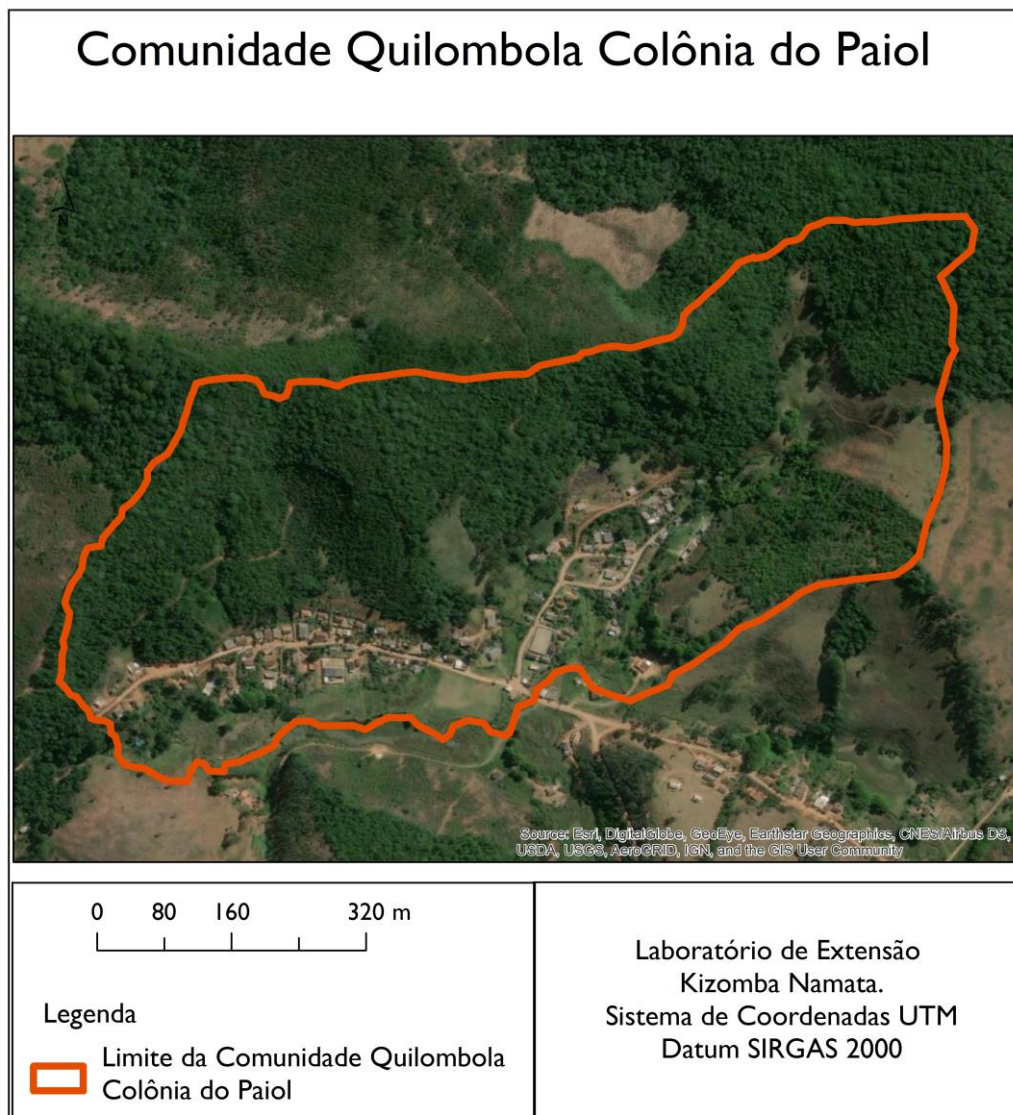 Comunidade Quilombola Colônia do Paiol
N
Source: Esri, DigitalGlobe, GeoEye, Earthstar Geographics, CNES/Airbus DS,
USDA, USGS, AeroGRID, IGN, and the GIS User Community
0 80 160 320 m
Legenda
Limite da Comunidade Quilombola
Colônia do Paiol
Laboratório de Extensão
Kizomba Namata.
Sistema de Coordenadas UTM
Datum SIRGAS 2000